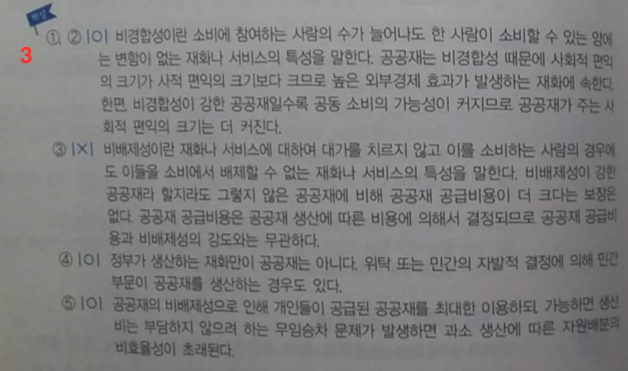 해설
3
①, ② |O| 비경합성이란 소비에 참여하는 사람의 수가 늘어나도 한 사람이 소비할 수 있는 양에
는 변함이 없는 재화나 서비스의 특성을 말한다. 공공재는 비경합성 때문에 사회적 편익
의 크기가 사적 편익의 크기보다 크므로 높은 외부경제 효과가 발생하는 재화에 속한다.
한편, 비경합성이 강한 공공재일수록 공동 소비의 가능성이 커지므로 공공재가 주는 사
회적 편익의 크기는 더 커진다.
③ |X| 비배제성이란 재화나 서비스에 대하여 대가를 치르지 않고 이를 소비하는 사람의 경우에
도 이들을 소비에서 배제할 수 없는 재화나 서비스의 특성을 말한다. 비배제성이 강한
공공재라 할지라도 그렇지 않은 공공재에 비해 공공재 공급비용이 더 크다는 보장은
없다. 공공재 공급비용은 공공재 생산에 따른 비용에 의해서 결정되므로 공공재 공급비
용과 비배제성의 강도와는 무관하다.
④ |O| 정부가 생산하는 재화만이 공공재는 아니다. 위탁 또는 민간의 자발적 결정에 의해 민간
부문이 공공재를 생산하는 경우도 있다.
⑤ |O| 공공재의 비배제성으로 인해 개인들이 공급된 공공재를 최대한 이용하되, 가능하면 생산
비는 부담하지 않으려 하는 무임승차 문제가 발생하면 과소 생산에 따른 자원배분의
비효율성이 초래된다.